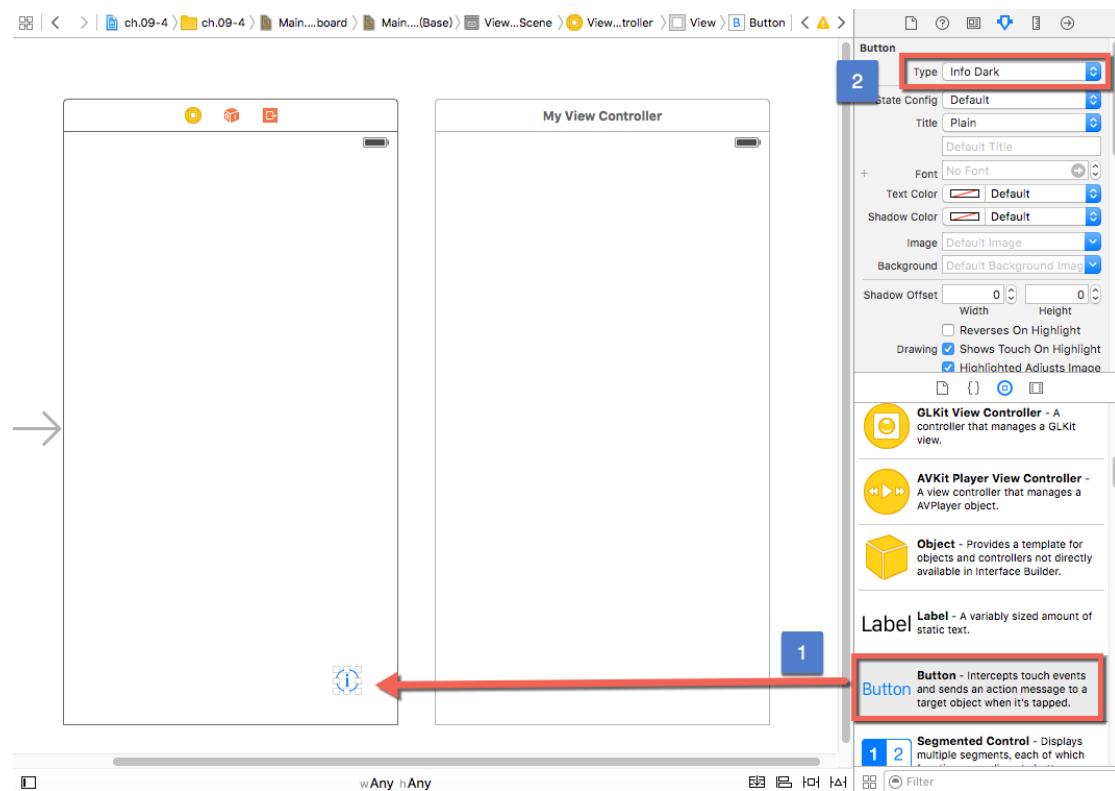 ch.09-4 ch.09-4 Main....board Main....(Base) View...Scene View...troller View B Button
Button
2
Type Info Dark
State Config Default
Title Plain
Default Title
+ Font No Font
Text Color Default
Shadow Color Default
Image Default Image
Background Default Background Imag
Shadow Offset 0 0
Width Height
Reverses On Highlight
Drawing Shows Touch On Highlight
Highlighted Adjusts Image
My View Controller
{}
GLKit View Controller - A
controller that manages a GLKit
view.
AVKit Player View Controller -
A view controller that manages a
AVPlayer object.
Object - Provides a template for
objects and controllers not directly
available in Interface Builder.
Label
Label - A variably sized amount of
static text.
1
i
Button
Button - Intercepts touch events
and sends an action message to a
target object when it's tapped.
1 2
Segmented Control - Displays
multiple segments, each of which
wAny hAny
Filter